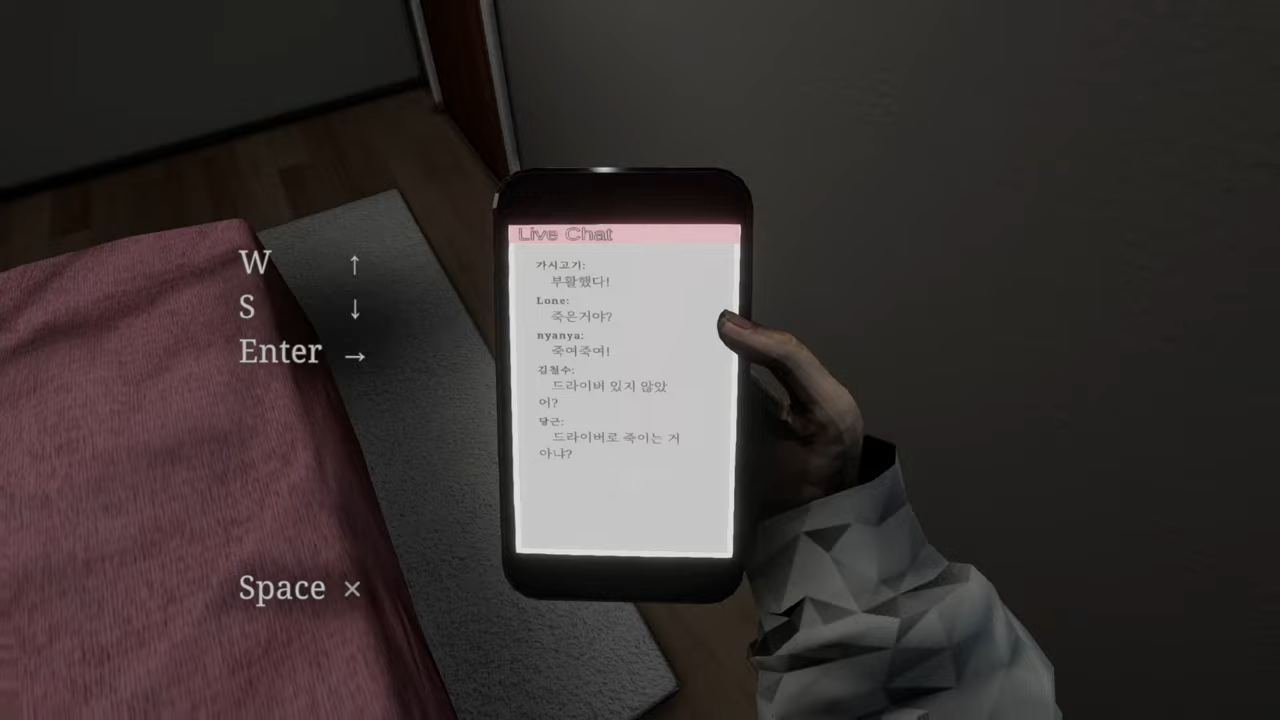 Live Chat
가시고기:
부활했다!
Lone:
죽은거야?
nyanya:
죽여죽여!
김철수:
드라이버 있지 않았
어?
당근:
드라이버로 죽이는 거
아냐?
W ↑
S ↓
Enter →
Space ×